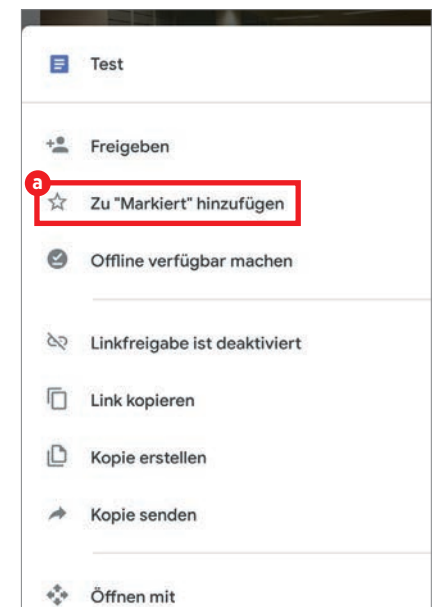 Test
Freigeben
a
Zu "Markiert" hinzufügen
Offline verfügbar machen
Linkfreigabe ist deaktiviert
Link kopieren
Kopie erstellen
Kopie senden
Öffnen mit